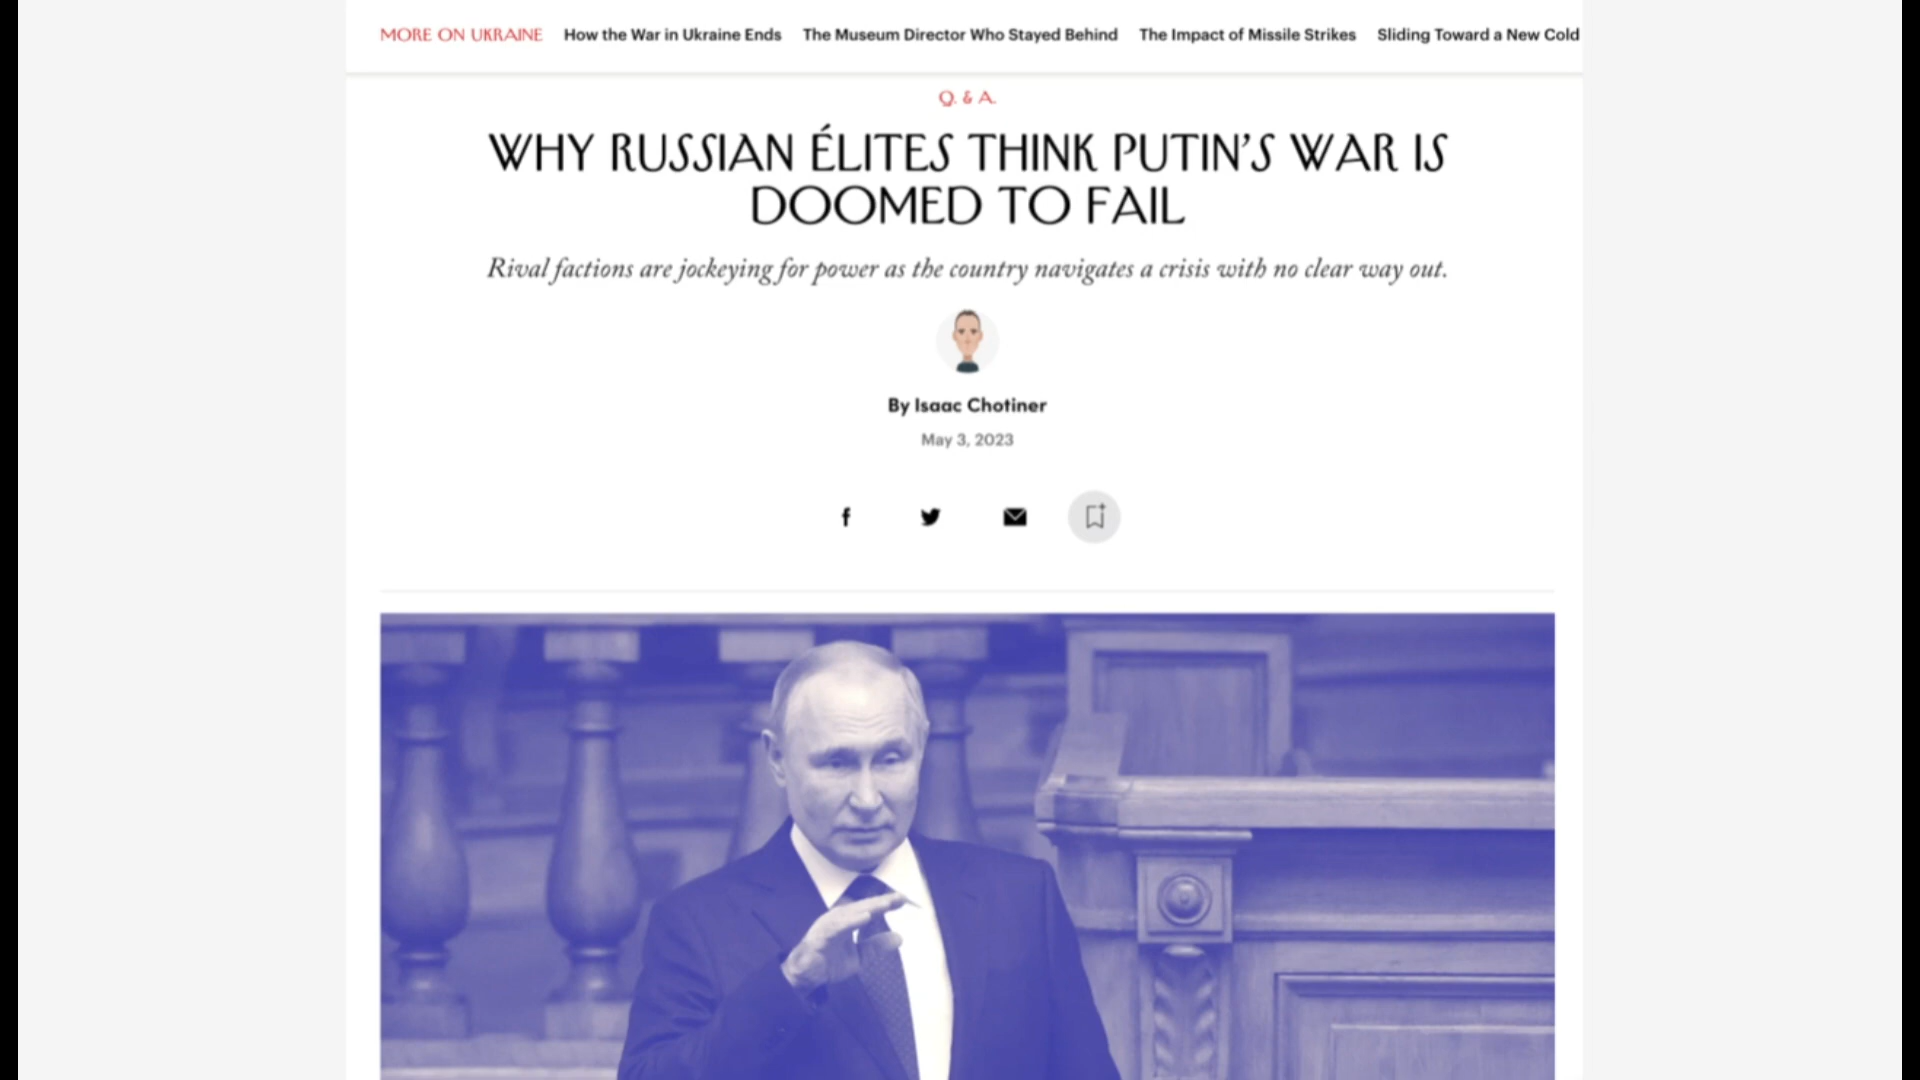 MORE ON UKRAINE How the War in Ukraine Ends The Museum Director Who Stayed Behind The Impact of Missile Strikes Sliding Toward a New Cold
Q. & A.
WHY RUSSIAN ÉLITES THINK PUTIN’S WAR IS
DOOMED TO FAIL
Rival factions are jockeying for power as the country navigates a crisis with no clear way out.
By Isaac Chotiner
May 3, 2023